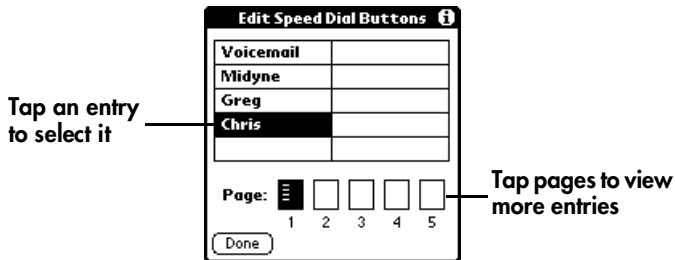 Edit Speed Dial Buttons i
Voicemail
Midyne
Greg
Chris
Tap an entry
to select it
Page:
1 2 3 4 5
Tap pages to view
more entries
Done